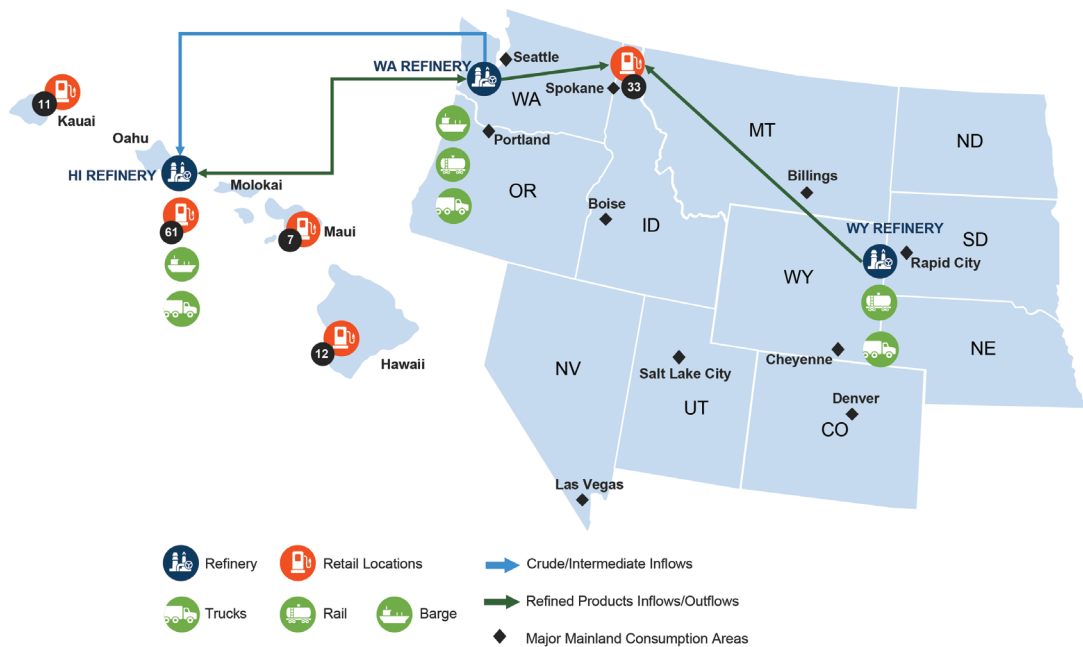 Seattle
WA REFINERY
WA
Spokane
33
11
Kauai
Portland
MT
ND
Oahu
HI REFINERY
Molokai
OR
Billings
Boise
ID
61
7
Maui
WY REFINERY
SD
Rapid City
WY
12
Hawaii
NV
Salt Lake City
UT
Cheyenne
NE
Denver
CO
Las Vegas
Refinery
Retail Locations
Crude/Intermediate Inflows
Trucks
Rail
Barge
Refined Products Inflows/Outflows
Major Mainland Consumption Areas